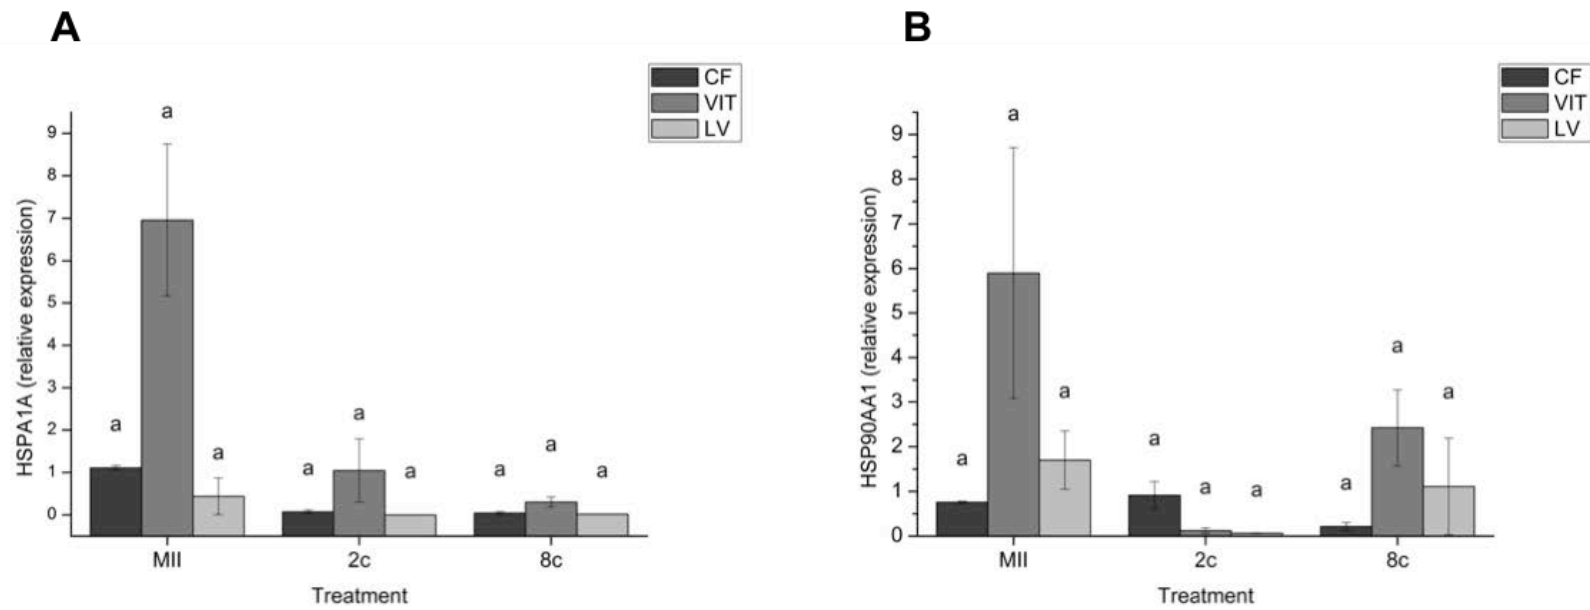 A
CF
VIT
LV
HSPA1A (relative expression)
9
8
7
6
5
4
3
2
1
0
a
a
a
a
a
a
a
a
a
MII
2c
8c
Treatment
B
CF
VIT
LV
HSP90AA1 (relative expression)
9
8
7
6
5
4
3
2
1
0
a
a
a
a
a
a
a
a
a
MII
2c
8c
Treatment